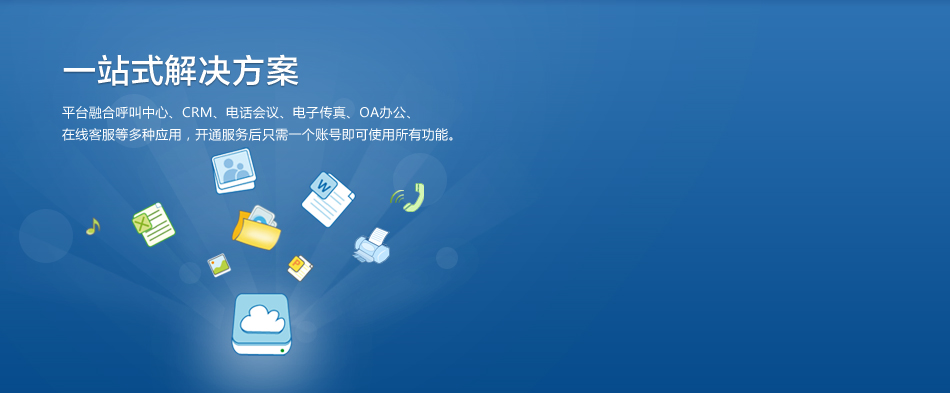 一站式解决方案
平台融合呼叫中心、CRM、电话会议、电子传真、OA办公、
在线客服等多种应用，开通服务后只需一个账号即可使用所有功能。
W
X
P